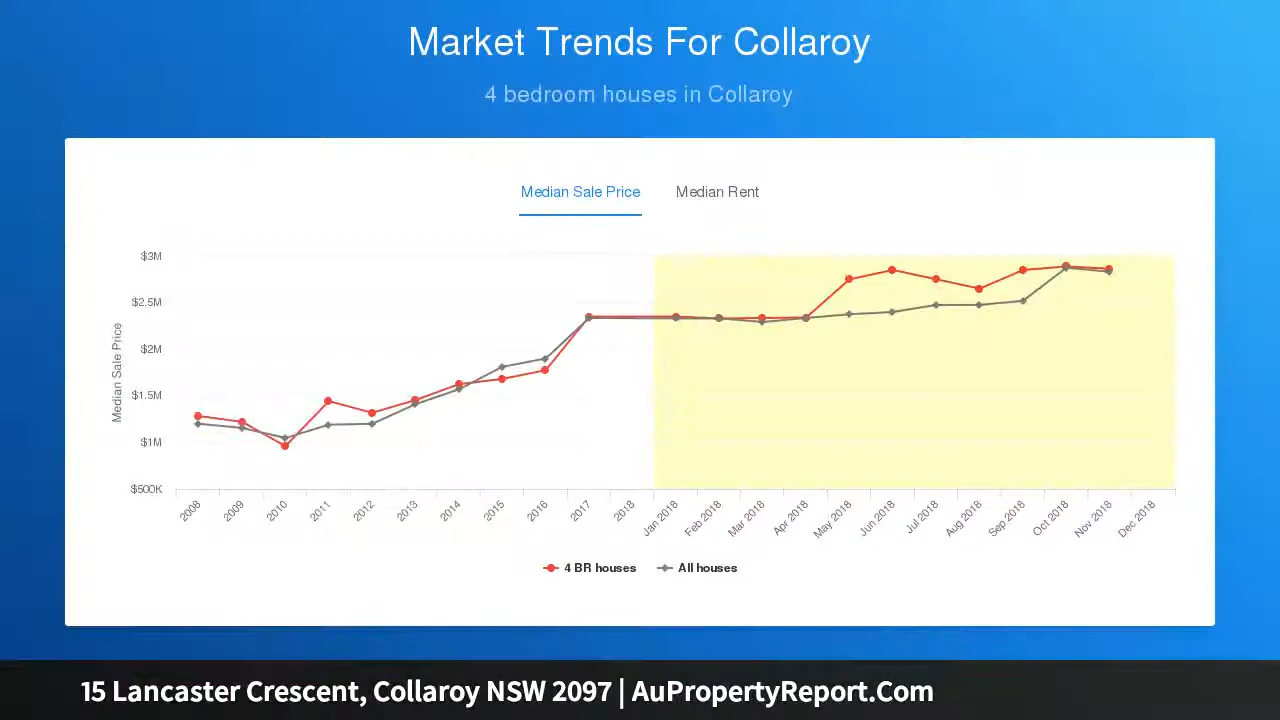 Market Trends For Collaroy
4 bedroom houses in Collaroy
Median Sale Price Median Rent
Median Sale Price
$3M
$2.5M
$2M
$1.5M
$1M
$500K
2008 2009 2010 2011 2012 2013 2014 2015 2016 2017 2018 Jan 2018 Feb 2018 Mar 2018 Apr 2018 May 2018 Jun 2018 Jul 2018 Aug 2018 Sep 2018 Oct 2018 Nov 2018 Dec 2018
4 BR houses All houses
15 Lancaster Crescent, Collaroy NSW 2097 | AuPropertyReport.Com